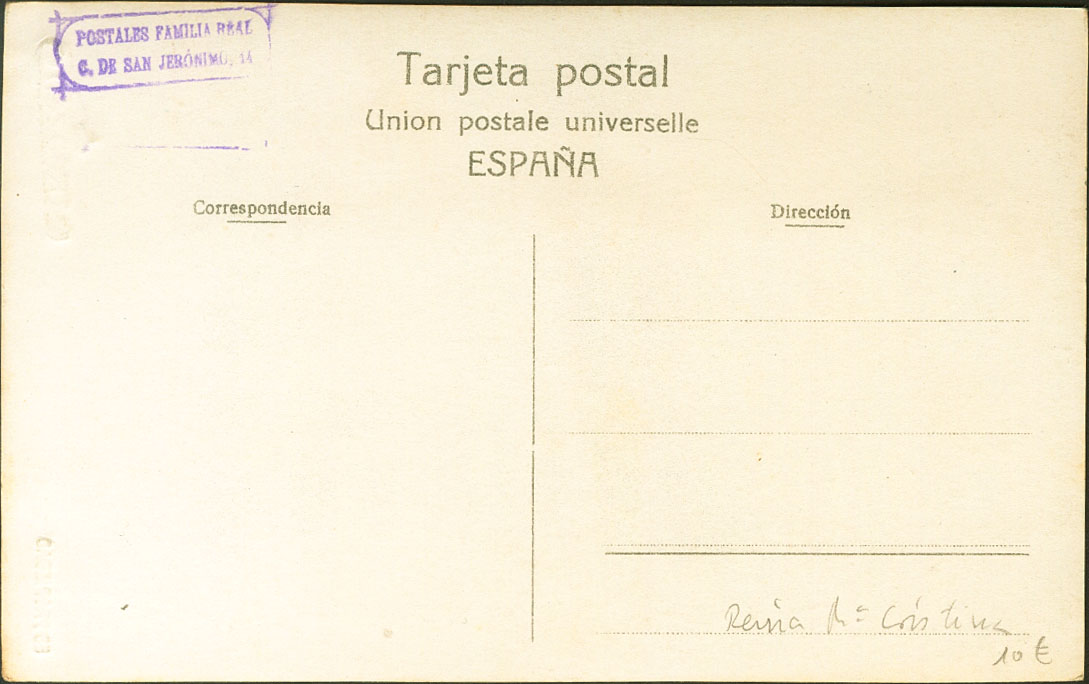 POSTALES FAMILIA REAL
C. DE SAN JERÓNIMO, 14
Tarjeta postal
Union postale universelle
ESPAÑA
Correspondencia
Dirección
Reina Mª Cristina
10 €